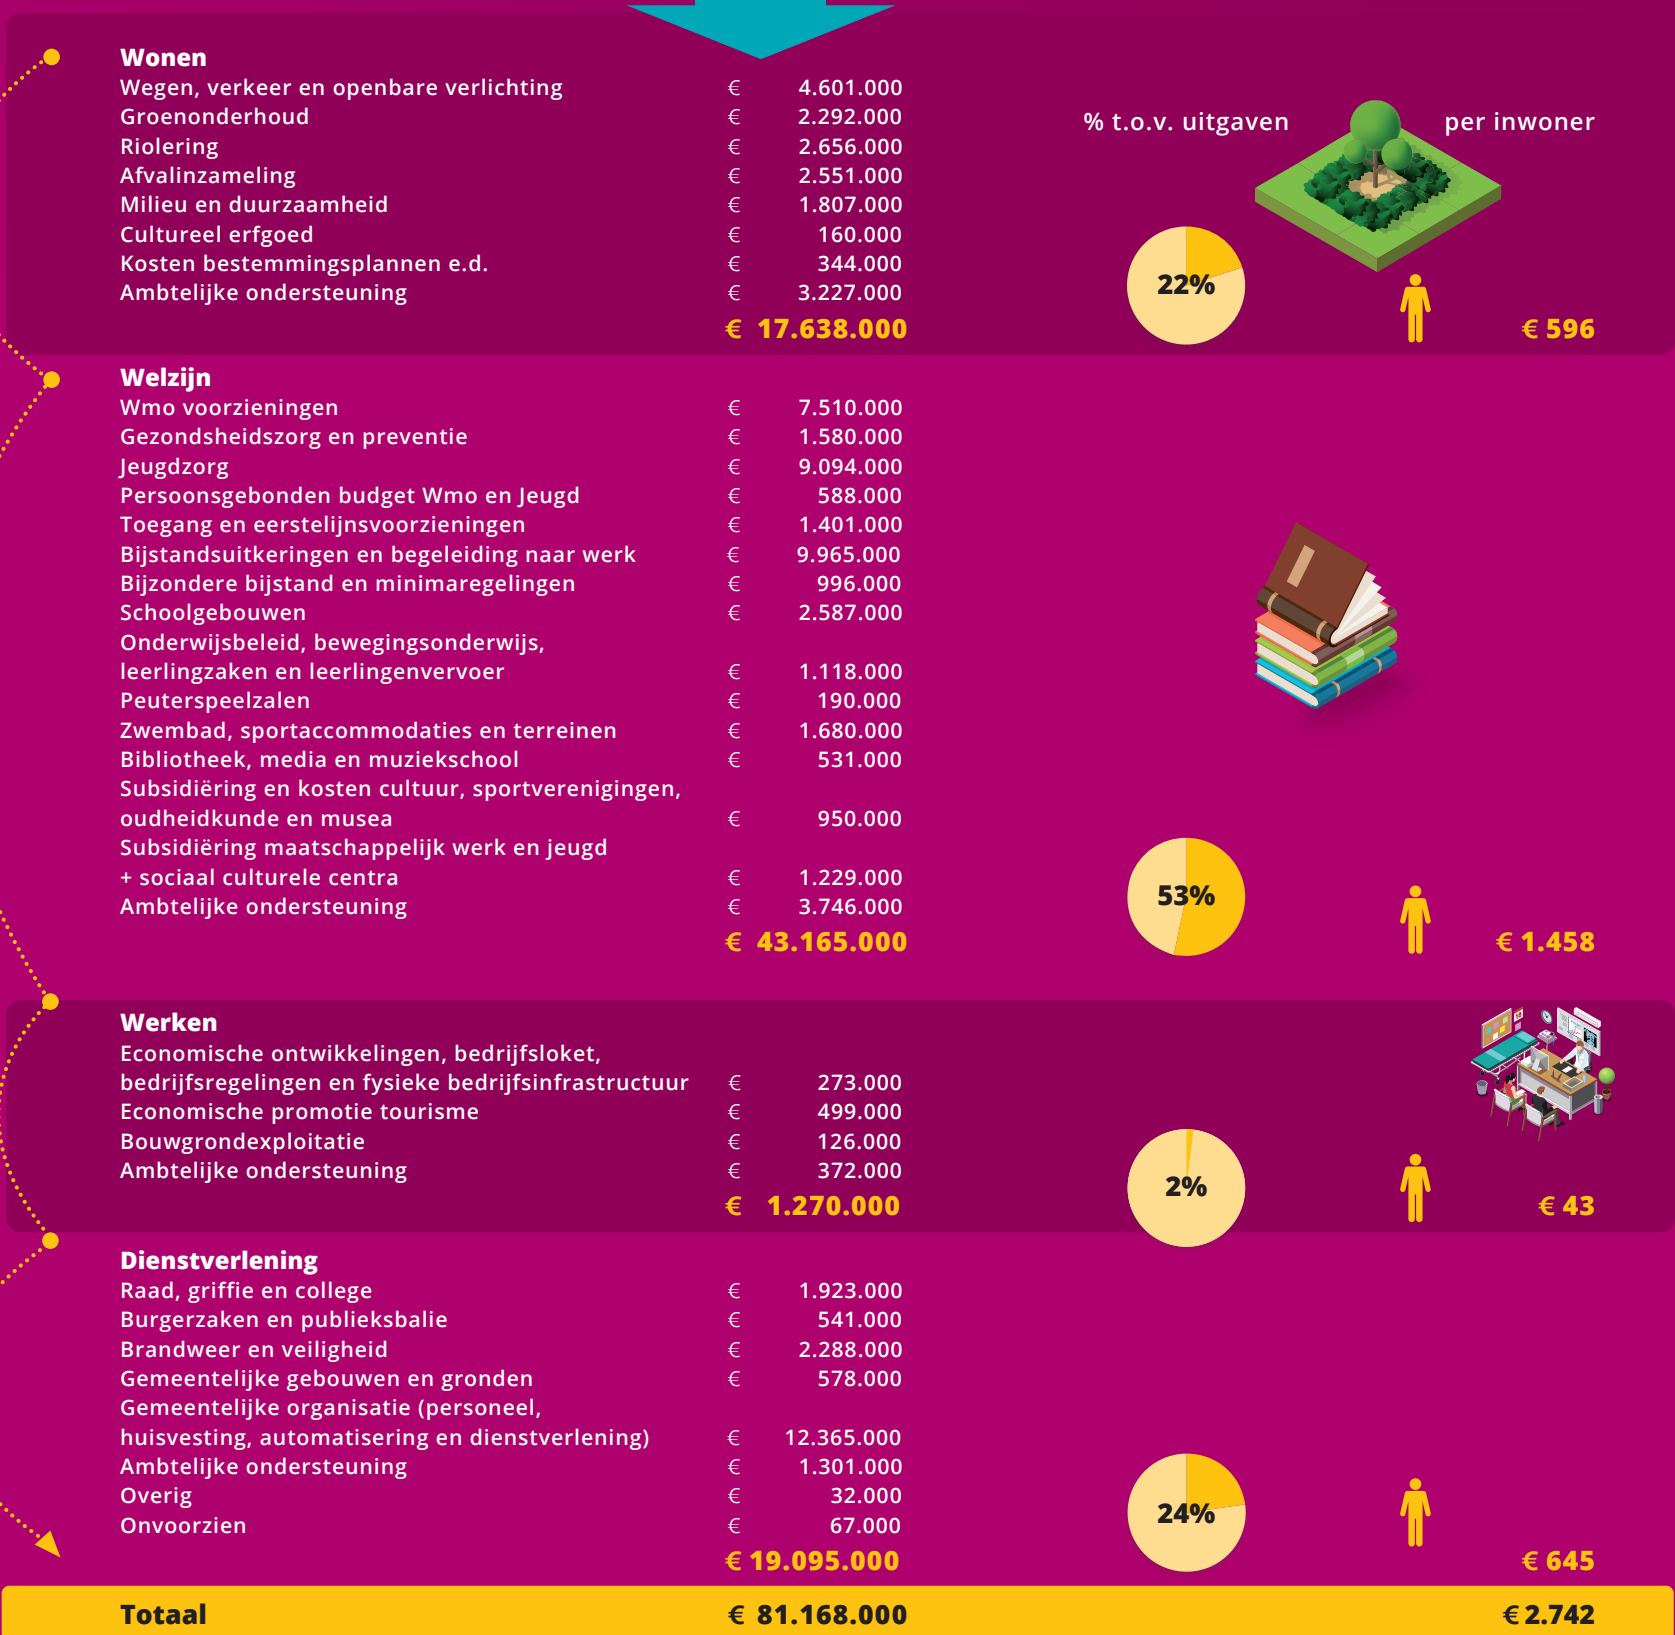 Wonen
Wegen, verkeer en openbare verlichting € 4.601.000
Groenonderhoud € 2.292.000
Riolering € 2.656.000
Afvalinzameling € 2.551.000
Milieu en duurzaamheid € 1.807.000
Cultureel erfgoed € 160.000
Kosten bestemmingsplannen e.d. € 344.000
Ambtelijke ondersteuning € 3.227.000
€ 17.638.000
% t.o.v. uitgaven
per inwoner
22%
€ 596
Welzijn
Wmo voorzieningen € 7.510.000
Gezondsheidszorg en preventie € 1.580.000
Jeugdzorg € 9.094.000
Persoonsgebonden budget Wmo en Jeugd € 588.000
Toegang en eerstelijnsvoorzieningen € 1.401.000
Bijstandsuitkeringen en begeleiding naar werk € 9.965.000
Bijzondere bijstand en minimaregelingen € 996.000
Schoolgebouwen € 2.587.000
Onderwijsbeleid, bewegingsonderwijs,
leerlingzaken en leerlingenvervoer € 1.118.000
Peuterspeelzalen € 190.000
Zwembad, sportaccommodaties en terreinen € 1.680.000
Bibliotheek, media en muziekschool € 531.000
Subsidiëring en kosten cultuur, sportverenigingen,
oudheidkunde en musea € 950.000
Subsidiëring maatschappelijk werk en jeugd
+ sociaal culturele centra € 1.229.000
Ambtelijke ondersteuning € 3.746.000
€ 43.165.000
53%
€ 1.458
Werken
Economische ontwikkelingen, bedrijfsloket,
bedrijfsregelingen en fysieke bedrijfsinfrastructuur € 273.000
Economische promotie tourisme € 499.000
Bouwgrondexploitatie € 126.000
Ambtelijke ondersteuning € 372.000
€ 1.270.000
2%
€ 43
Dienstverlening
Raad, griffie en college € 1.923.000
Burgerzaken en publieksbalie € 541.000
Brandweer en veiligheid € 2.288.000
Gemeentelijke gebouwen en gronden € 578.000
Gemeentelijke organisatie (personeel,
huisvesting, automatisering en dienstverlening) € 12.365.000
Ambtelijke ondersteuning € 1.301.000
Overig € 32.000
Onvoorzien € 67.000
€ 19.095.000
24%
€ 645
Totaal € 81.168.000 € 2.742